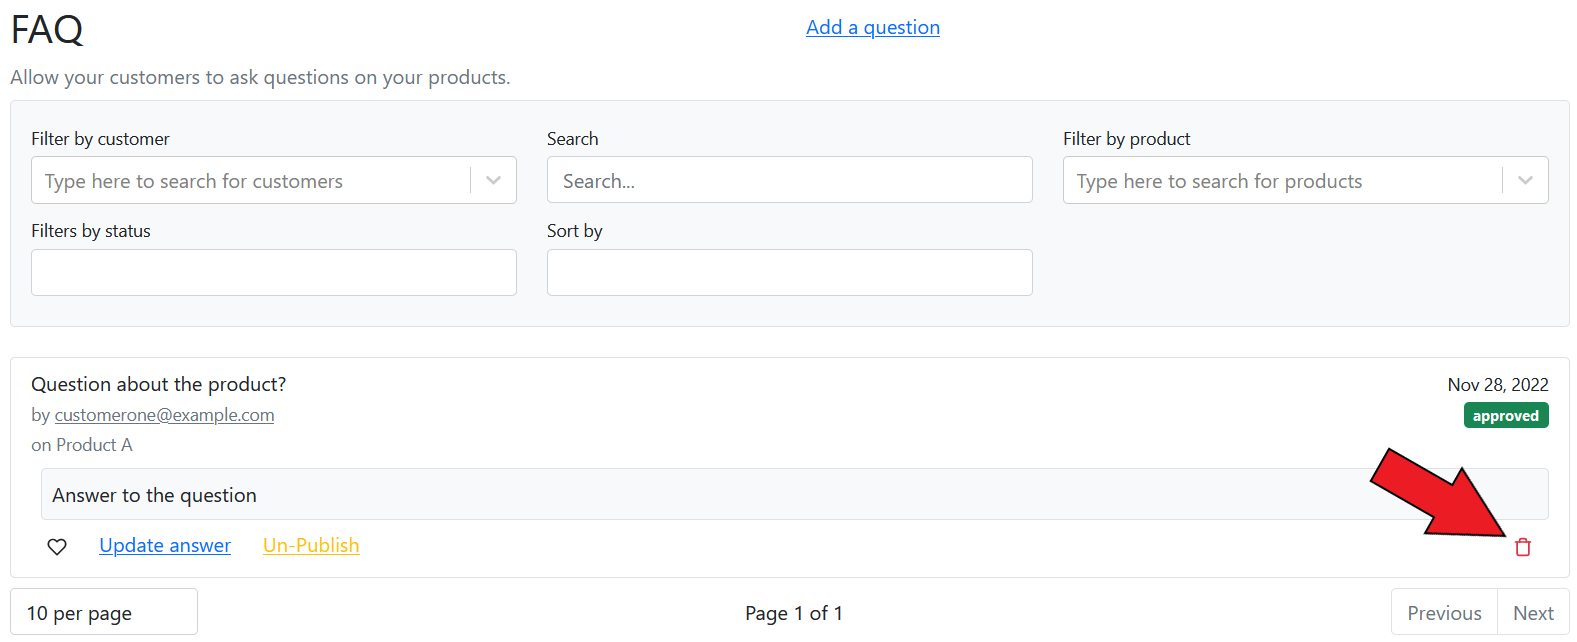 FAQ
Add a question
Allow your customers to ask questions on your products.
Filter by customer
Search
Filter by product
Type here to search for customers
Search...
Type here to search for products
Filters by status
Sort by
Question about the product?
Nov 28, 2022
by customerone@example.com
approved
on Product A
Answer to the question
Update answer
Un-Publish
10 per page
Page 1 of 1
Previous
Next